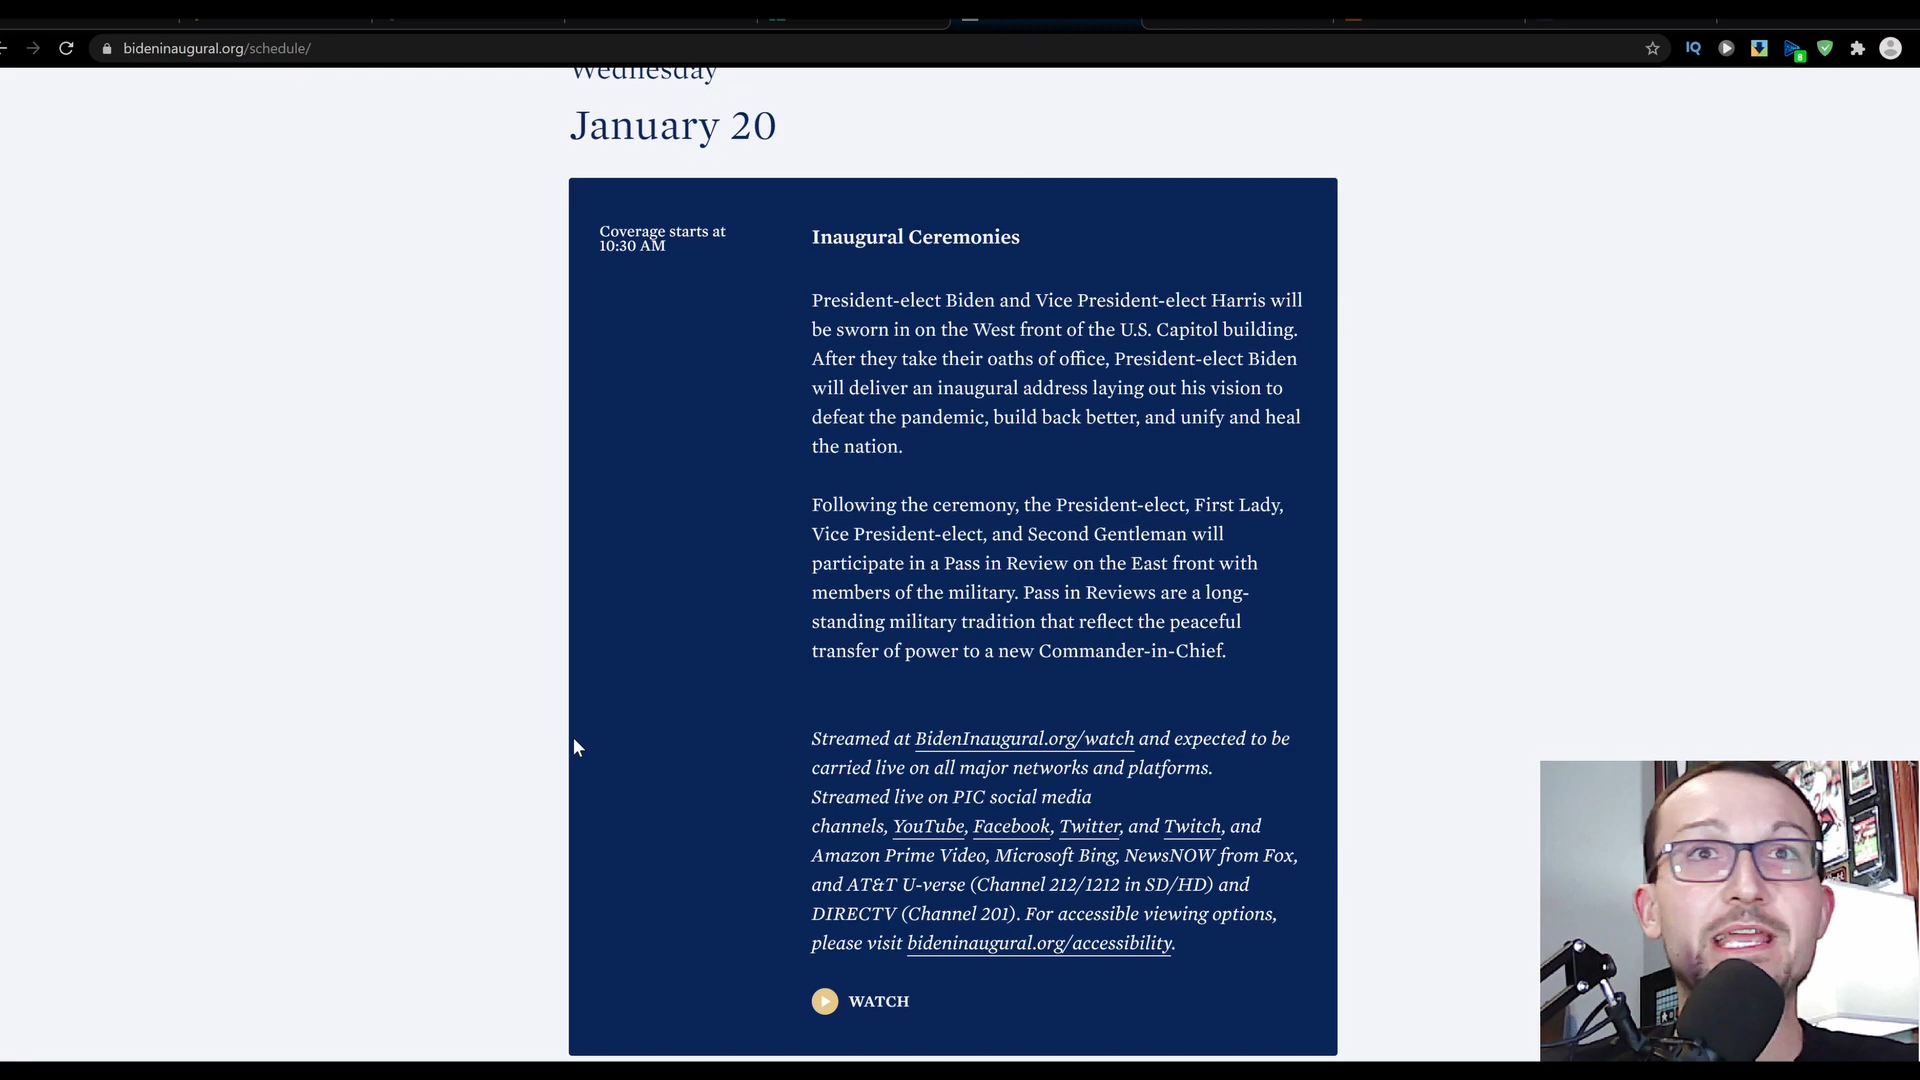 bideninaugural.org/schedule/
IQ
8
Wednesday
January 20
Coverage starts at
10:30 AM
Inaugural Ceremonies
President-elect Biden and Vice President-elect Harris will
be sworn in on the West front of the U.S. Capitol building.
After they take their oaths of office, President-elect Biden
will deliver an inaugural address laying out his vision to
defeat the pandemic, build back better, and unify and heal
the nation.
Following the ceremony, the President-elect, First Lady,
Vice President-elect, and Second Gentleman will
participate in a Pass in Review on the East front with
members of the military. Pass in Reviews are a long-
standing military tradition that reflect the peaceful
transfer of power to a new Commander-in-Chief.
Streamed at BidenInaugural.org/watch and expected to be
carried live on all major networks and platforms.
Streamed live on PIC social media
channels, YouTube, Facebook, Twitter, and Twitch, and
Amazon Prime Video, Microsoft Bing, NewsNOW from Fox,
and AT&T U-verse (Channel 212/1212 in SD/HD) and
DIRECTV (Channel 201). For accessible viewing options,
please visit bideninaugural.org/accessibility.
WATCH